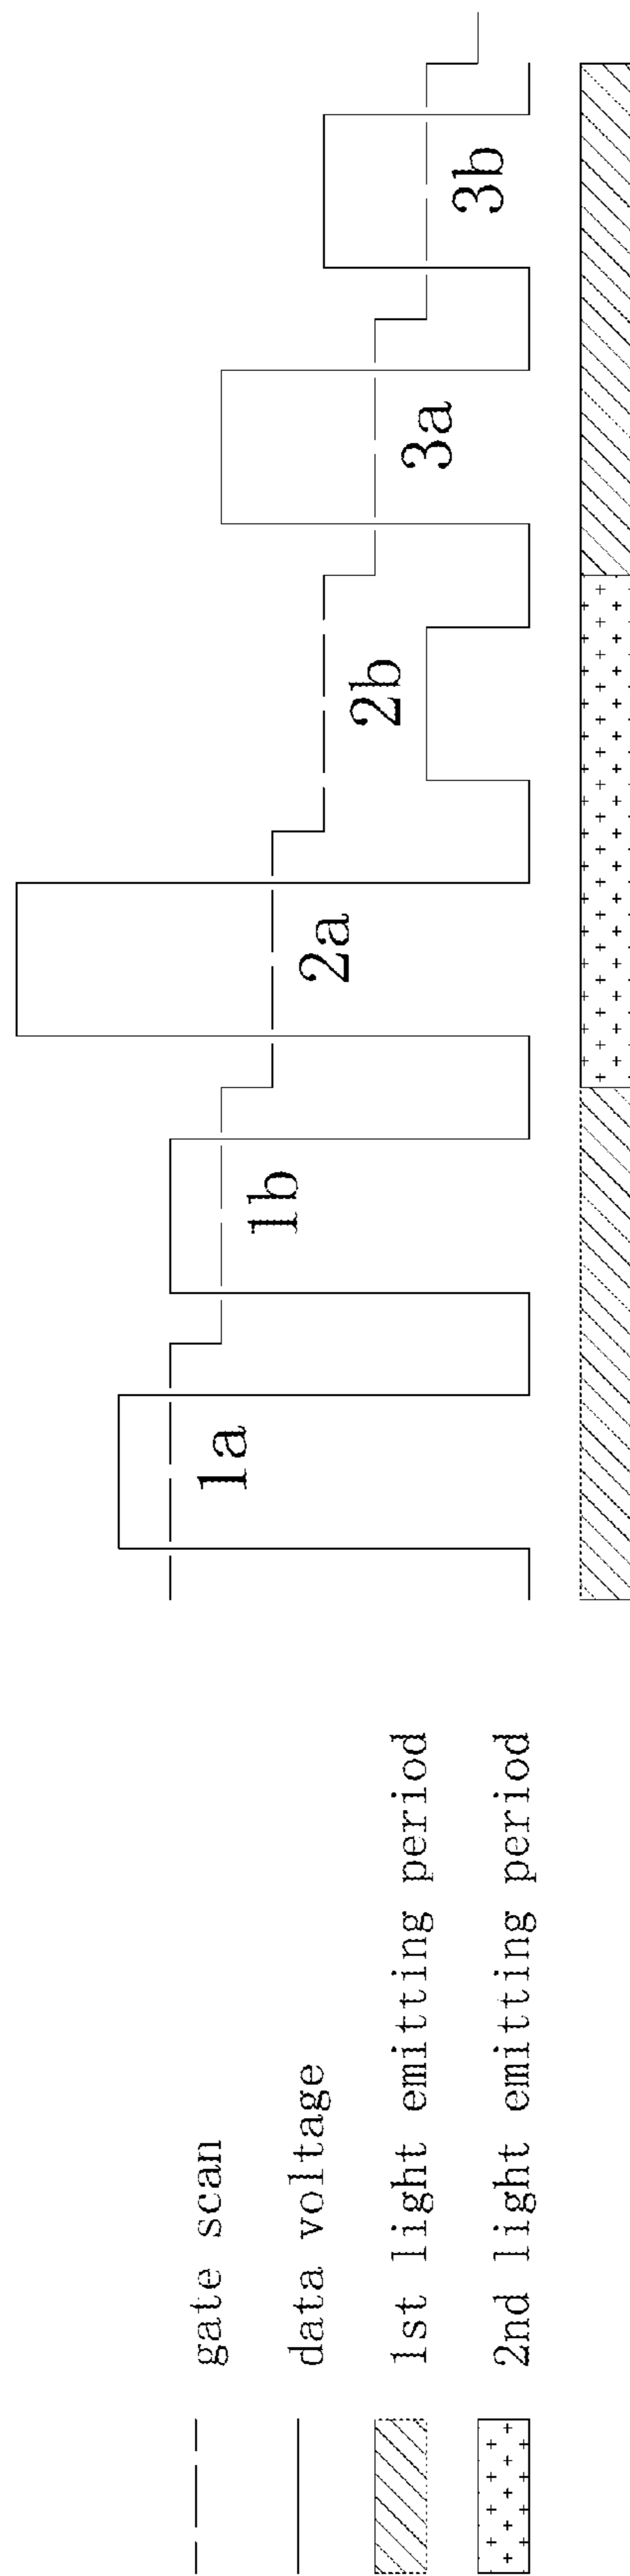 1a
1b
2a
2b
3a
3b
gate scan
data voltage
1st light emitting period
2nd light emitting period